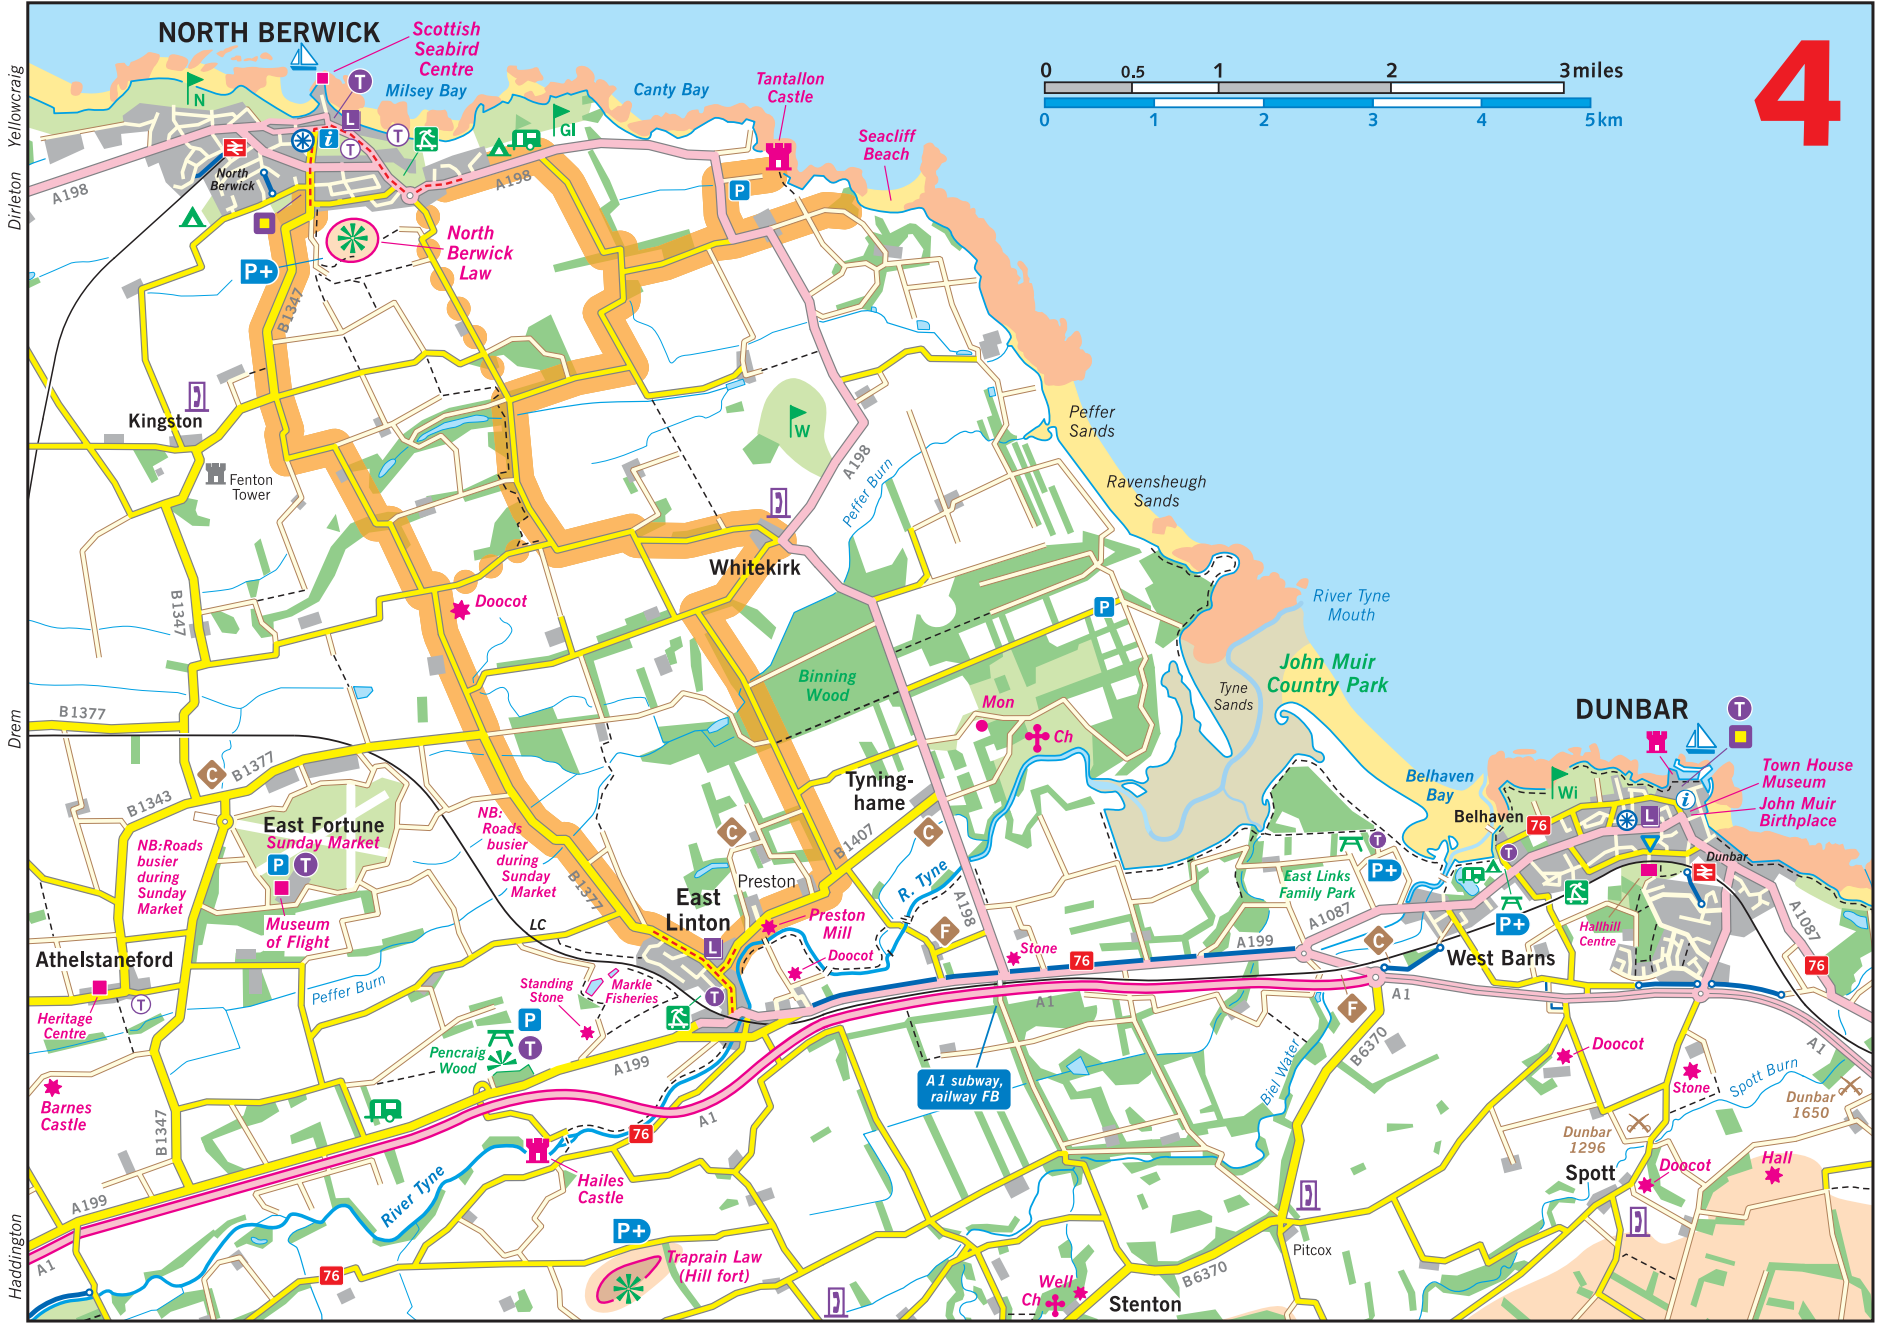 NORTH BERWICK
Scottish
Seabird
Centre
Milsey Bay
Canty Bay
Tantallon
Castle
Seacliff
Beach
0 0.5 1 2 3 miles
0 1 2 3 4 5 km
4
Yellowcraig
Dirleton
Drem
Haddington
N
T
L
i
T
T
Gl
A198
A198
North
Berwick
P
P+
North
Berwick
Law
B1347
Kingston
Fenton
Tower
W
A198
Peffer Burn
Peffer
Sands
Ravensheugh
Sands
Whitekirk
Doocot
B1347
P
River Tyne
Mouth
John Muir
Country Park
Tyne
Sands
Binning
Wood
Mon
Ch
B1377
C
B1377
B1343
East Fortune
Sunday Market
P
T
Museum
of Flight
NB:Roads
busier
during
Sunday
Market
NB:
Roads
busier
during
Sunday
Market
B1377
Tyning-
hame
B1407
C
C
R. Tyne
A198
Preston
East
Linton
L
Preston
Mill
Doocot
F
Stone
76
A199
LC
Athelstaneford
Heritage
Centre
T
Peffer Burn
Standing
Stone
Markle
Fisheries
T
P
T
Pencraig
Wood
A199
A1
A1
A1 subway,
railway FB
DUNBAR
T
Belhaven
Bay
Wi
Belhaven
76
L
i
Town House
Museum
John Muir
Birthplace
Dunbar
T
T
P+
East Links
Family Park
A1087
P+
Hallhill
Centre
A1087
76
C
West Barns
A1
F
B6370
Biel Water
A1
Doocot
Stone
Spott Burn
Dunbar
1650
Dunbar
1296
Spott
Doocot
Hall
Barnes
Castle
B1347
76
Hailes
Castle
River Tyne
A199
A1
76
P+
Traprain Law
(Hill fort)
Pitcox
B6370
Well
Ch
Stenton